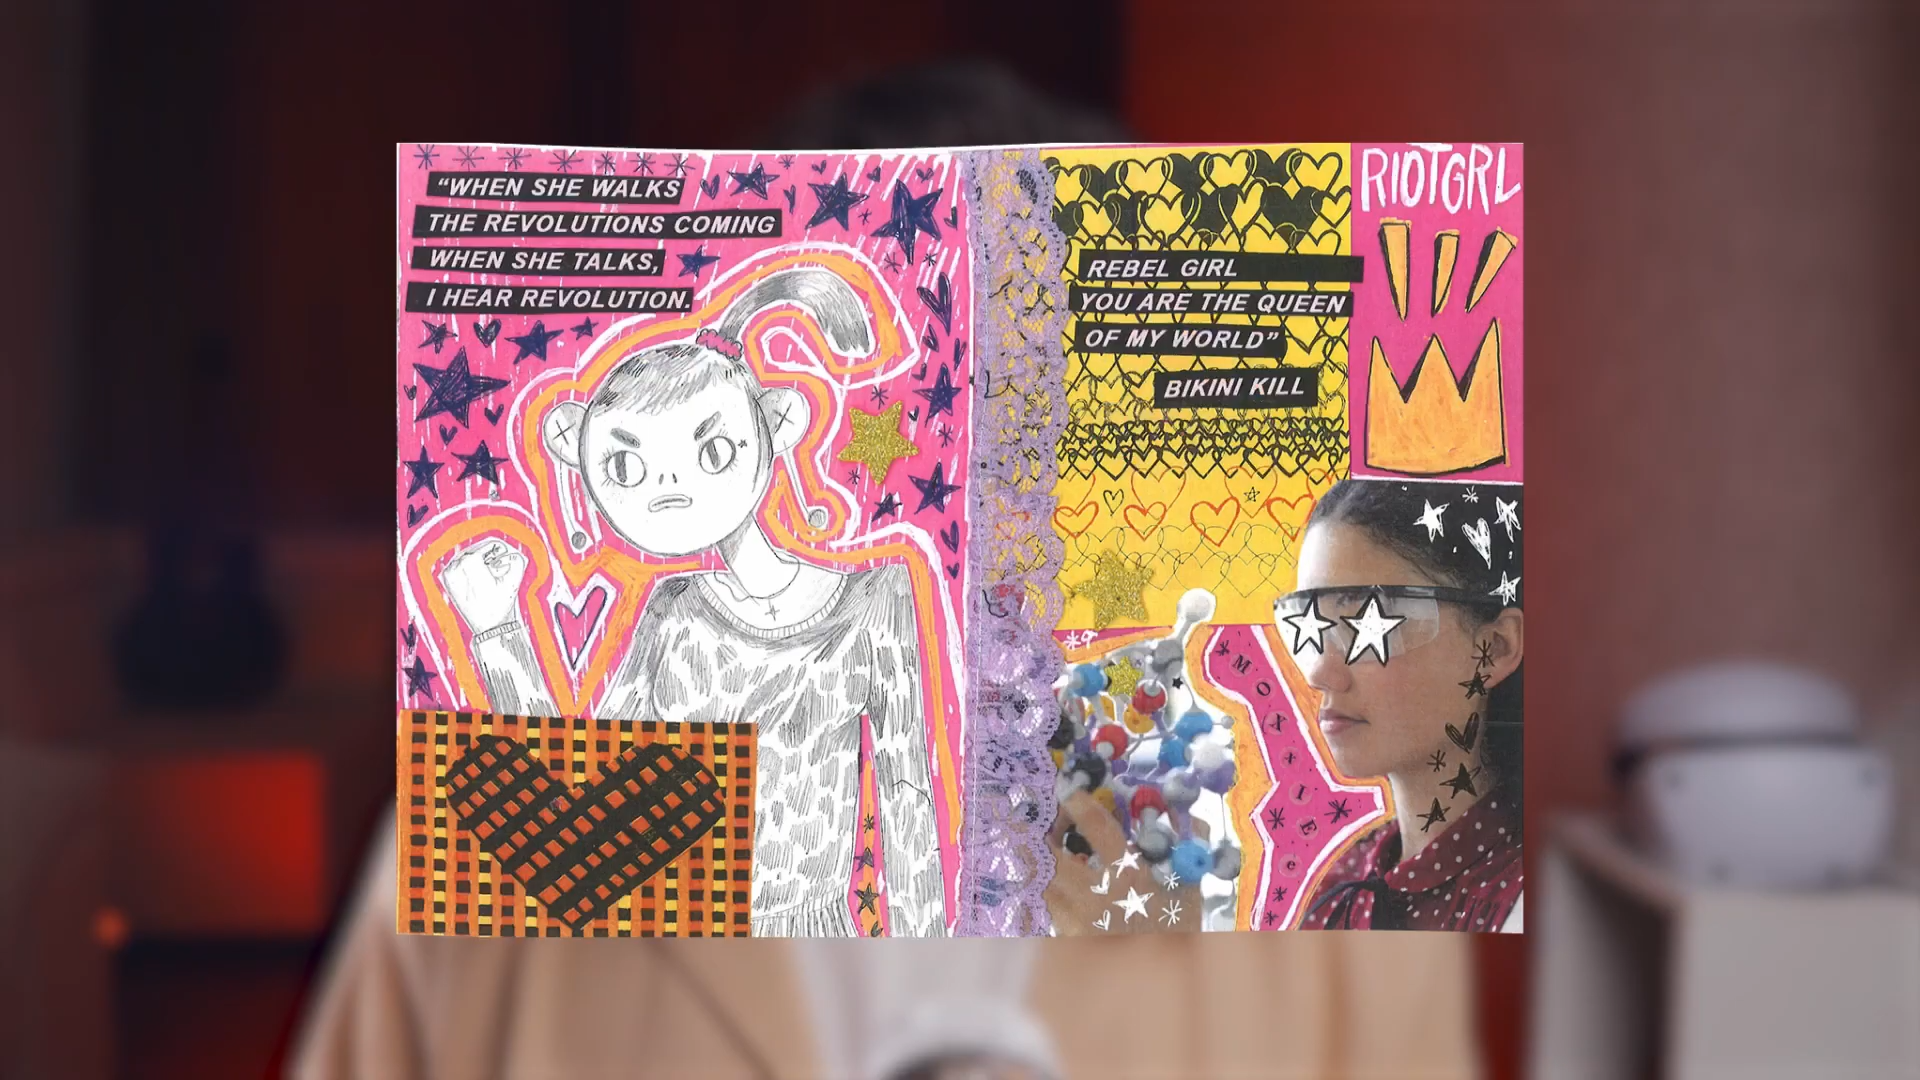 “WHEN SHE WALKS
THE REVOLUTIONS COMING
WHEN SHE TALKS,
I HEAR REVOLUTION.
REBEL GIRL
YOU ARE THE QUEEN
OF MY WORLD”
BIKINI KILL
RIOTGRL
MOXIE